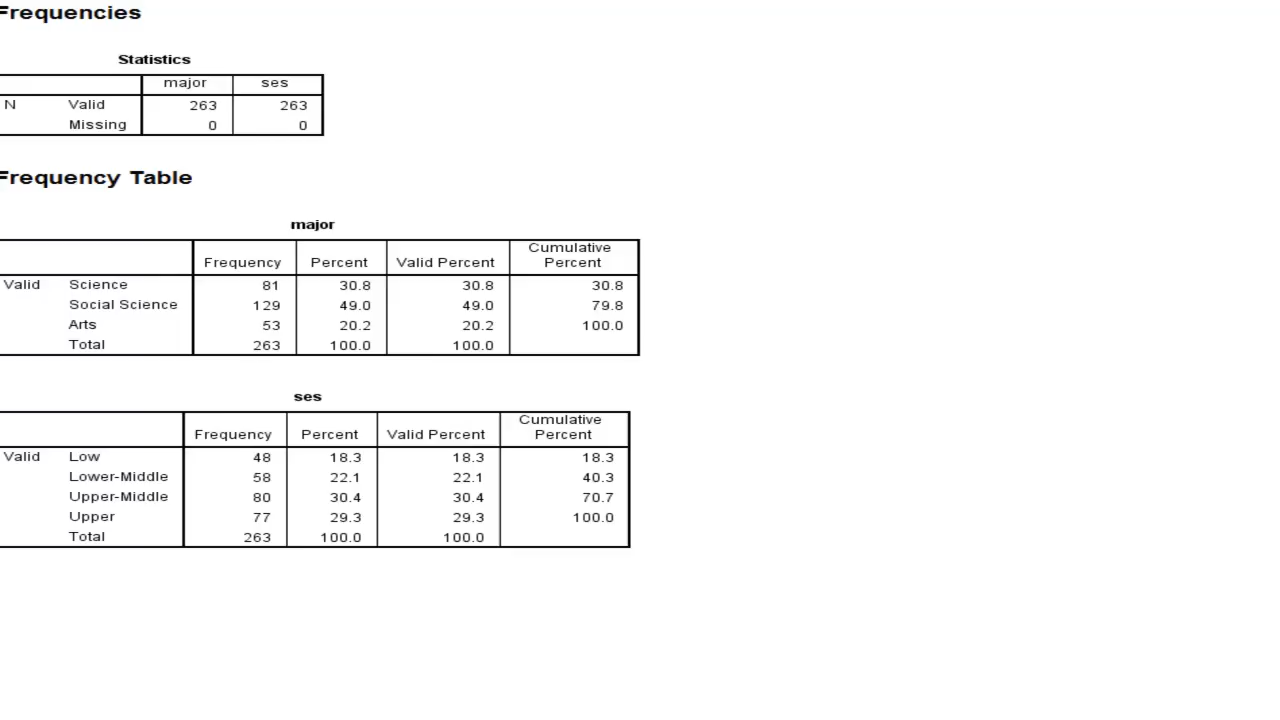 Frequencies
Statistics
major ses
N Valid 263 263
Missing 0 0
Frequency Table
major
Frequency Percent Valid Percent Cumulative Percent
Valid Science 81 30.8 30.8 30.8
Social Science 129 49.0 49.0 79.8
Arts 53 20.2 20.2 100.0
Total 263 100.0 100.0
ses
Frequency Percent Valid Percent Cumulative Percent
Valid Low 48 18.3 18.3 18.3
Lower-Middle 58 22.1 22.1 40.3
Upper-Middle 80 30.4 30.4 70.7
Upper 77 29.3 29.3 100.0
Total 263 100.0 100.0